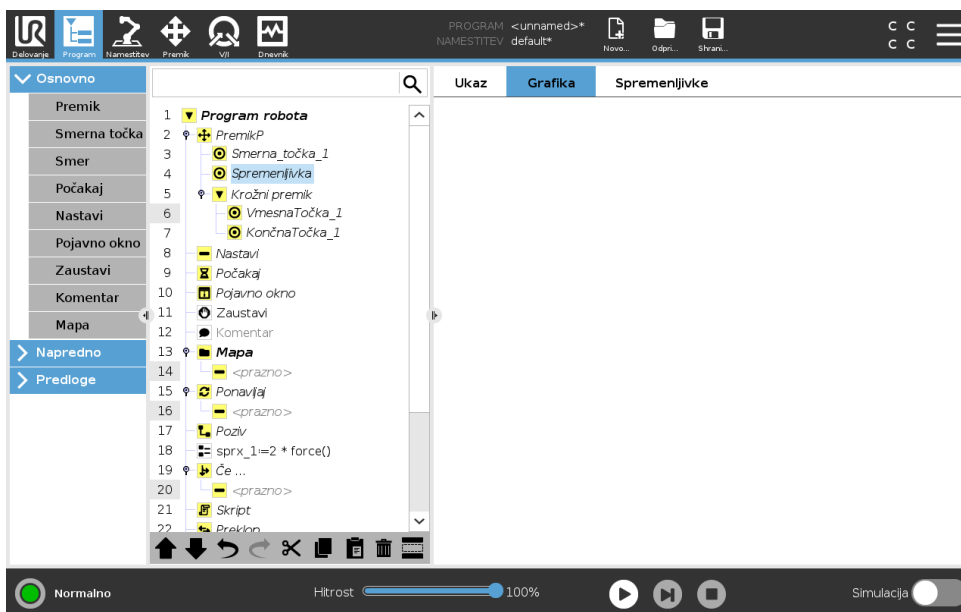 UR
Delovanje
Program
Namestitev
Premik
V/I
Dnevnik
PROGRAM <unnamed>*
NAMESTITEV default*
Novo...
Odpri...
Shrani...
C C
C C
Osnovno
Premik
Smerna točka
Smer
Počakaj
Nastavi
Pojavno okno
Zaustavi
Komentar
Mapa
Napredno
Predloge
1 Program robota
2 PremikP
3 Smerna_točka_1
4 Spremenljivka
5 Krožni premik
6 VmesnaTočka_1
7 KončnaTočka_1
8 Nastavi
9 Počakaj
10 Pojavno okno
11 Zaustavi
12 Komentar
13 Mapa
14 <prazno>
15 Ponavljaj
16 <prazno>
17 Poziv
18 sprx_1:=2 * force()
19 Če ...
20 <prazno>
21 Skript
22 Preklop
Ukaz
Grafika
Spremenljivke
Normalno
Hitrost
100%
Simulacija